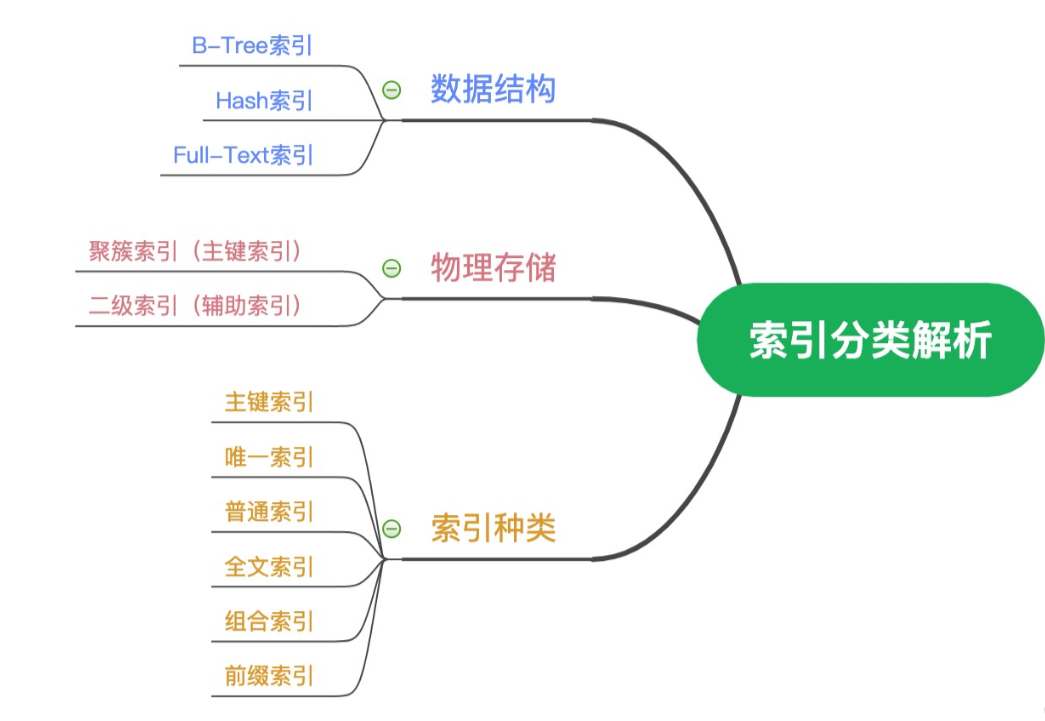 B-Tree索引
Hash索引
Full-Text索引
数据结构
聚簇索引（主键索引）
二级索引（辅助索引）
物理存储
索引分类解析
主键索引
唯一索引
普通索引
全文索引
组合索引
前缀索引
索引种类